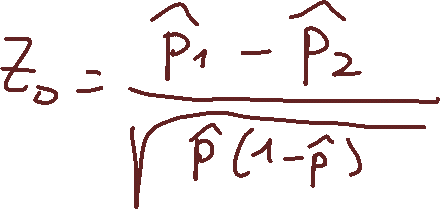 Z₀ = (p̂₁ − p̂₂) / √(p̂(1−p̂))